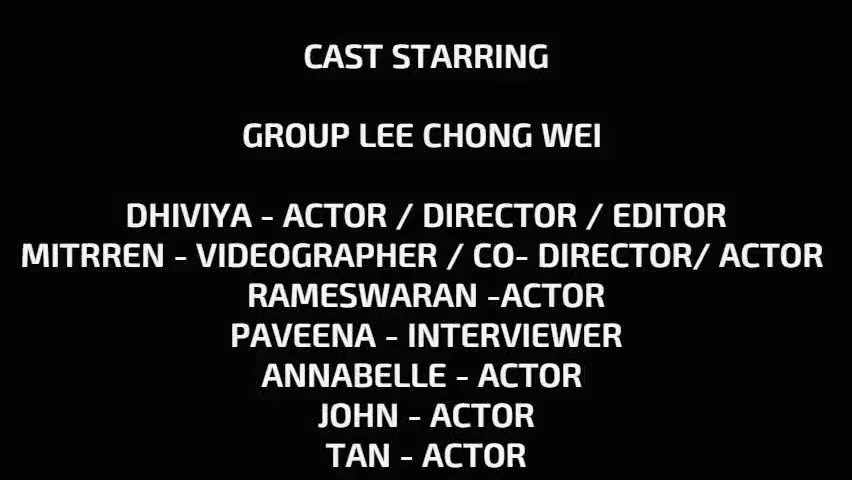 CAST STARRING
GROUP LEE CHONG WEI
DHIVIYA - ACTOR / DIRECTOR / EDITOR
MITRREN - VIDEOGRAPHER / CO- DIRECTOR/ ACTOR
RAMESWARAN -ACTOR
PAVEENA - INTERVIEWER
ANNABELLE - ACTOR
JOHN - ACTOR
TAN - ACTOR